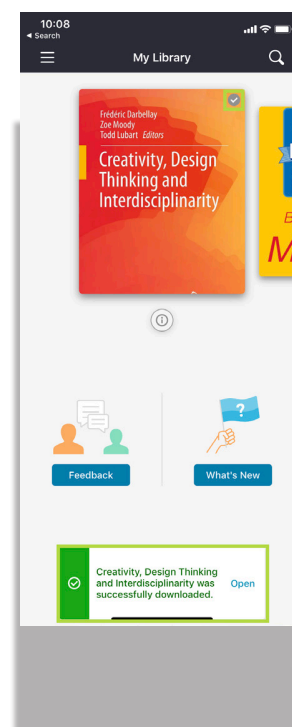 10:08
Search
My Library
Frédéric Darbellay
Zoe Moody
Todd Lubart Editors
Creativity, Design
Thinking and
Interdisciplinarity
?
Feedback
What's New
Creativity, Design Thinking
and Interdisciplinarity was
successfully downloaded.
Open